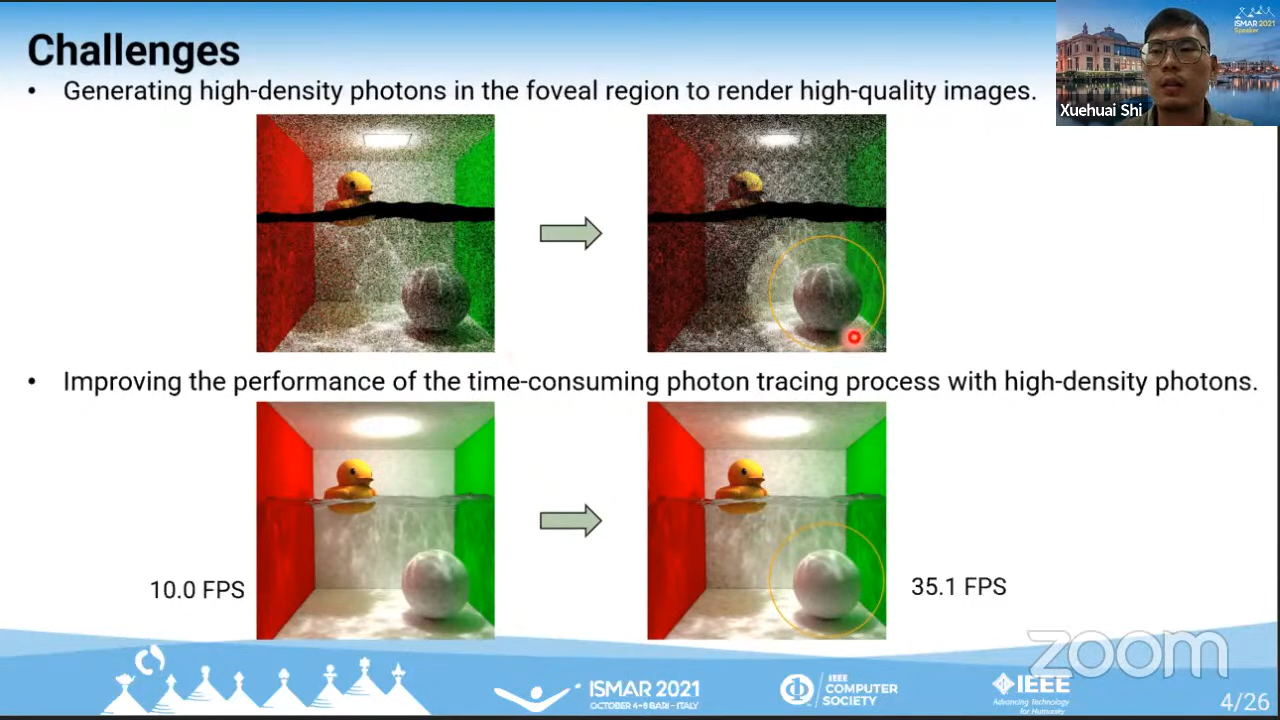 Challenges
• Generating high-density photons in the foveal region to render high-quality images.
ISMAR 2021
Speaker
Xuehuai Shi
• Improving the performance of the time-consuming photon tracing process with high-density photons.
10.0 FPS
35.1 FPS
zoom
ISMAR 2021
OCTOBER 4-8 BARI - ITALY
IEEE
COMPUTER
SOCIETY
IEEE
Advancing Technology
for Humanity
4/26